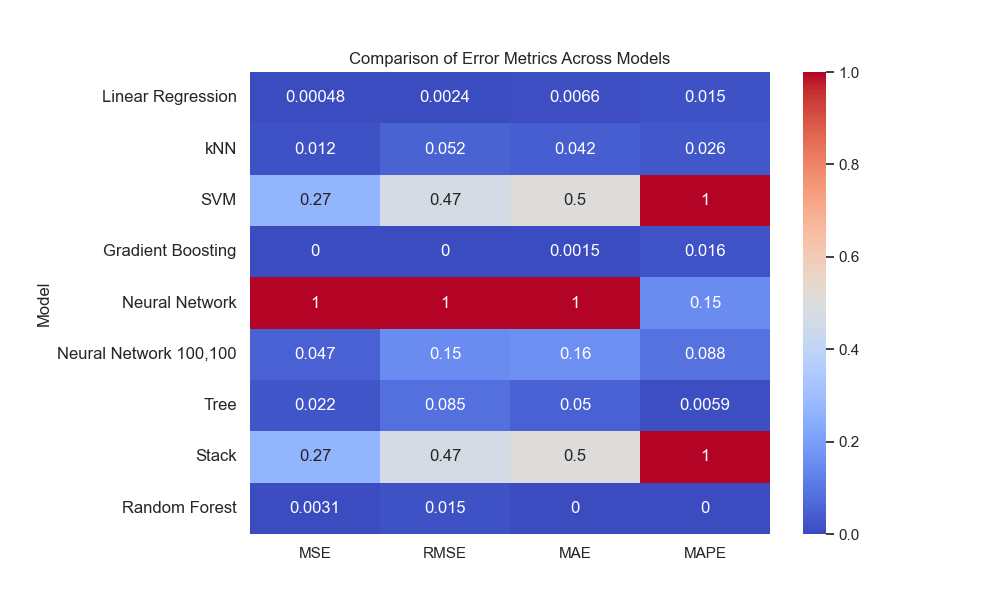 Comparison of Error Metrics Across Models
Linear Regression 0.00048 0.0024 0.0066 0.015
kNN 0.012 0.052 0.042 0.026
SVM 0.27 0.47 0.5 1
Gradient Boosting 0 0 0.0015 0.016
Neural Network 1 1 1 0.15
Neural Network 100,100 0.047 0.15 0.16 0.088
Tree 0.022 0.085 0.05 0.0059
Stack 0.27 0.47 0.5 1
Random Forest 0.0031 0.015 0 0
MSE RMSE MAE MAPE
Model
1.0
0.8
0.6
0.4
0.2
0.0